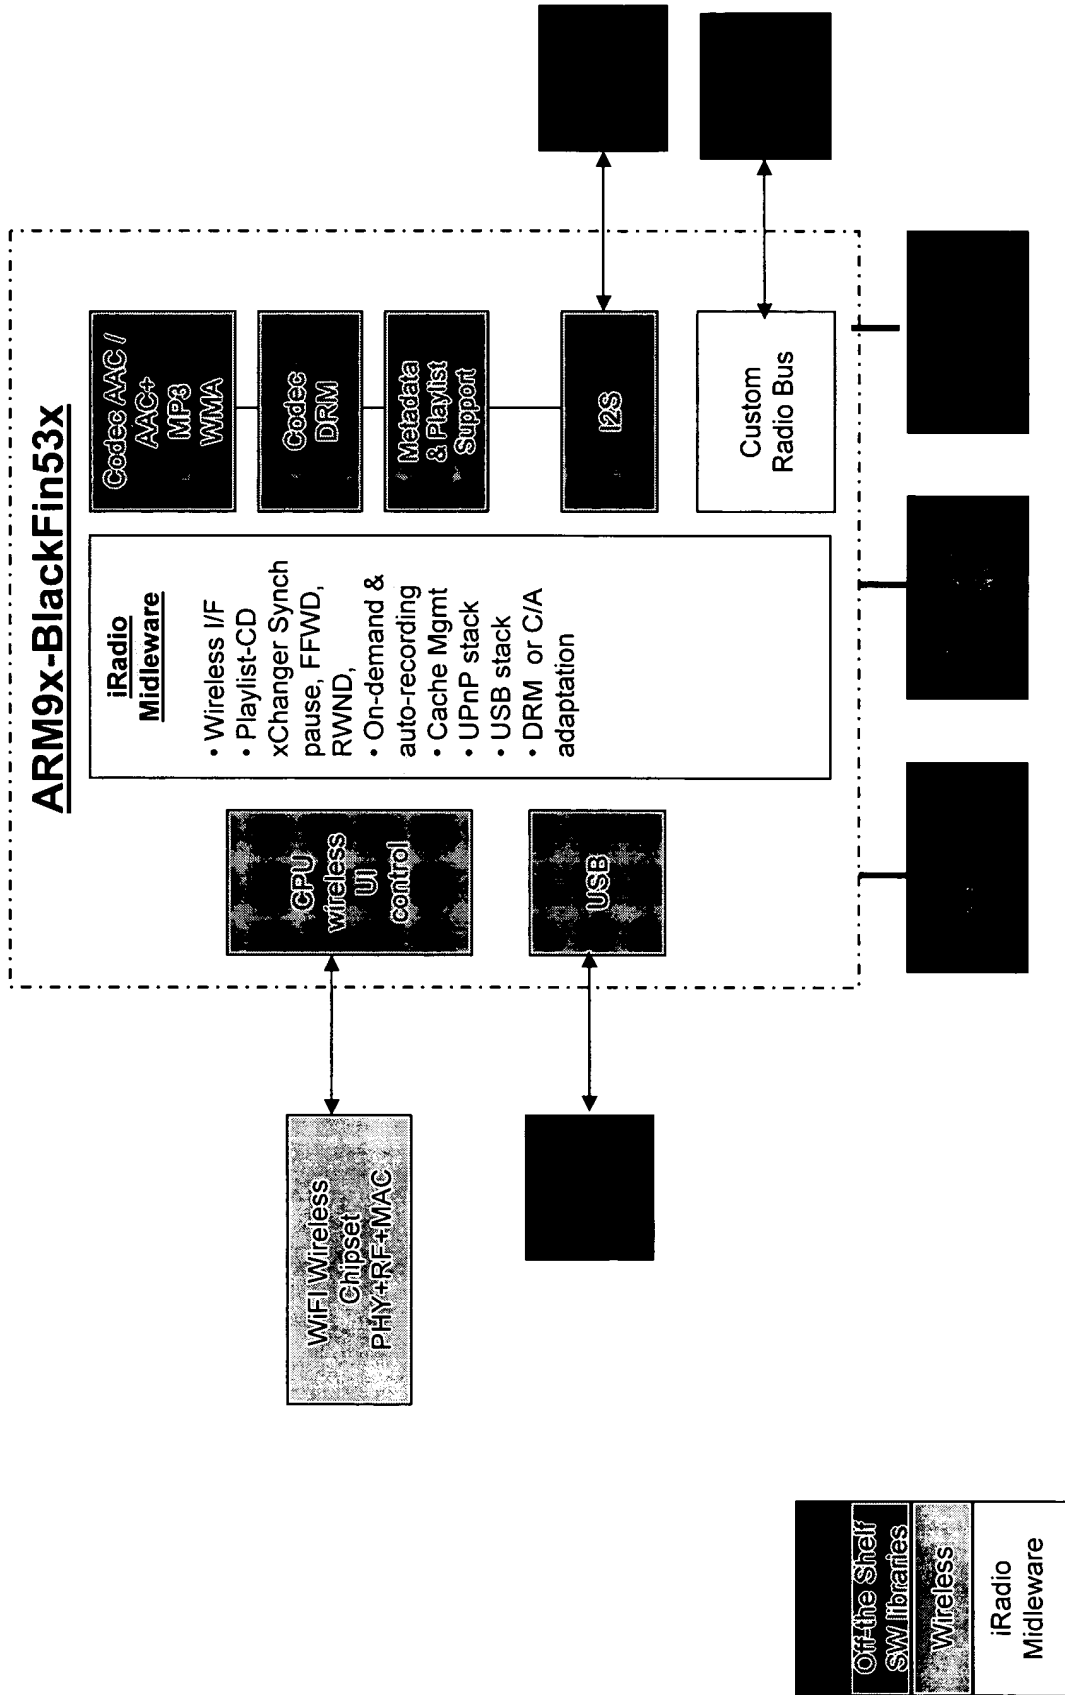 ARM9x-BlackFin53x
WiFI Wireless
Chipset
PHY+RF+MAC
CPU
wireless
UI
control
USB
iRadio
Midleware
• Wireless I/F
• Playlist-CD
xChanger Synch
pause, FFWD,
RWND,
• On-demand &
auto-recording
• Cache Mgmt
• UPnP stack
• USB stack
• DRM or C/A
adaptation
Codec AAC /
AAC+
MP3
WMA
Codec
DRM
Metadata
& Playlist
Support
I2S
Custom
Radio Bus
Off-the Shelf
SW libraries
Wireless
iRadio
Midleware